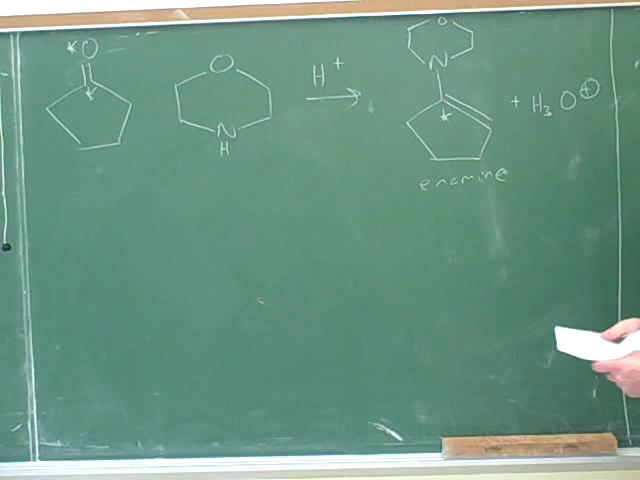 *O
*
O
N
H
H+
O
N
*
+ H3O⊕
enamine